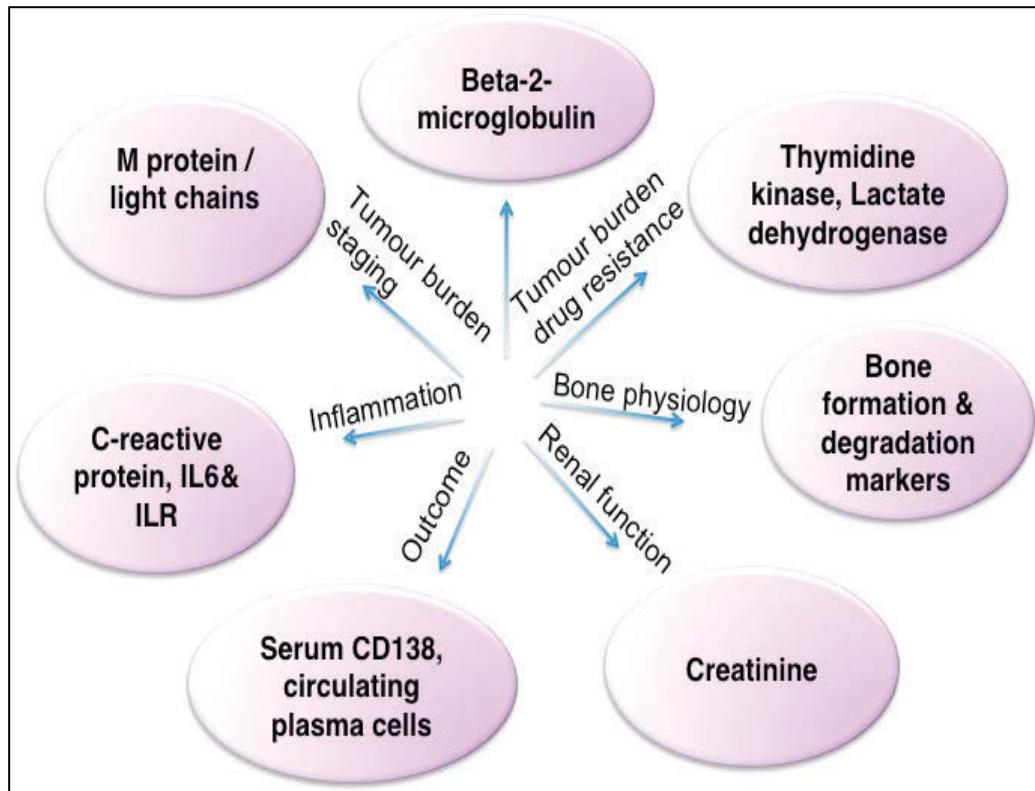 Beta-2-
microglobulin
M protein /
light chains
Thymidine
kinase, Lactate
dehydrogenase
Tumour burden
staging
Tumour burden
drug resistance
Inflammation
Bone physiology
Bone
formation &
degradation
markers
C-reactive
protein, IL6&
ILR
Outcome
Renal function
Serum CD138,
circulating
plasma cells
Creatinine